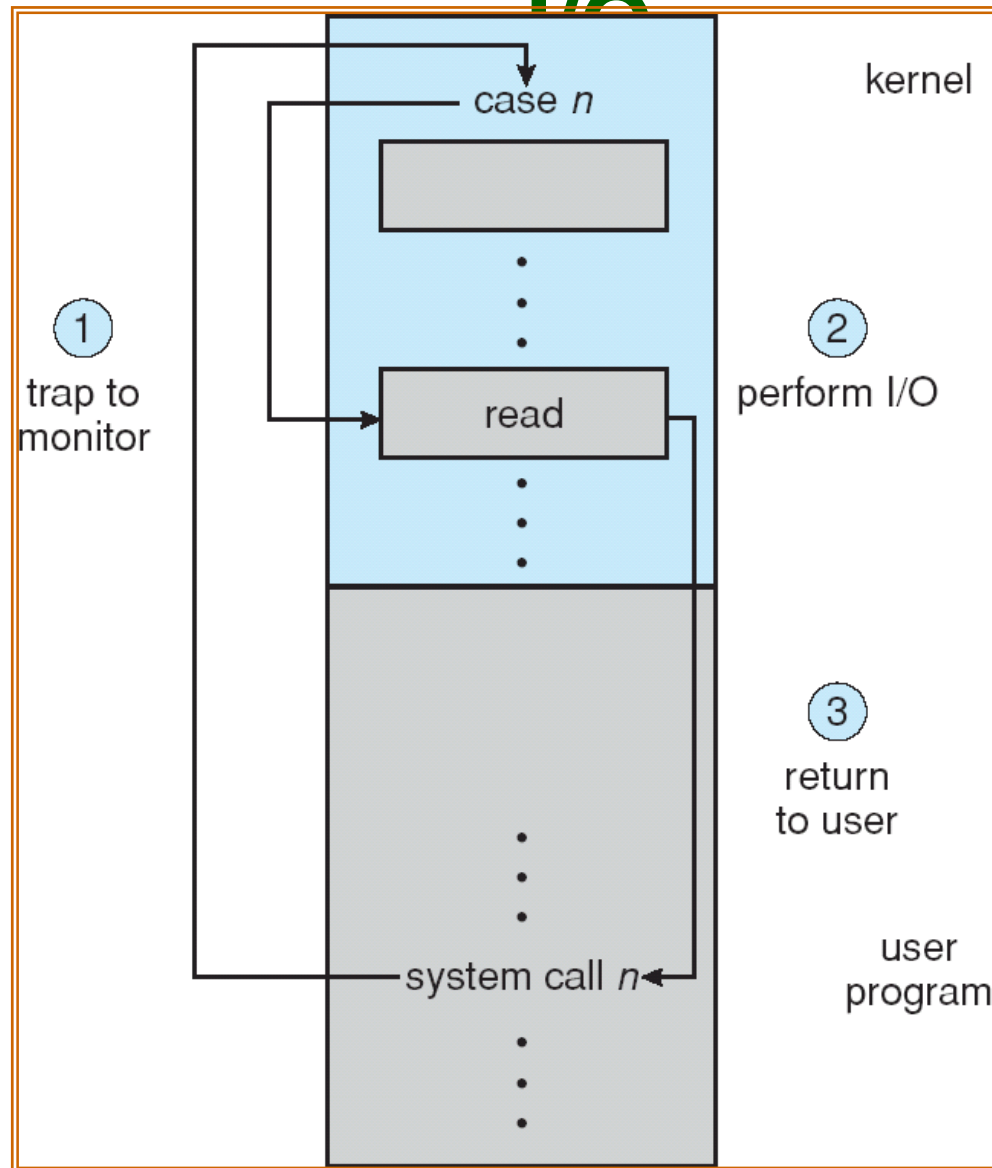 I/O
kernel
case n
1
trap to
monitor
2
perform I/O
read
3
return
to user
system call n
user
program